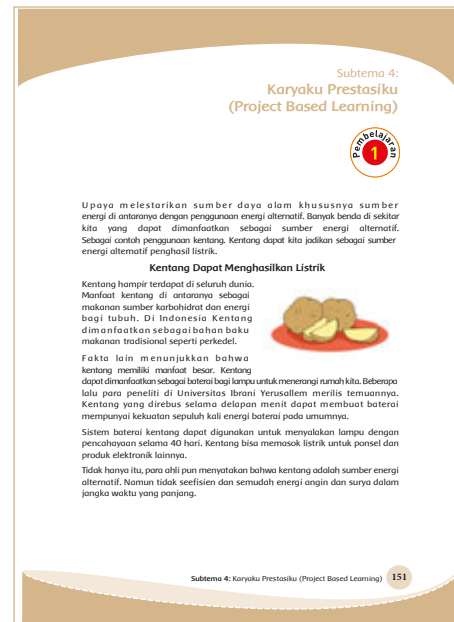 Subtema 4:
Karyaku Prestasiku
(Project Based Learning)
Pembelajaran
1
Upaya melestarikan sumber daya alam khususnya sumber
energi di antaranya dengan penggunaan energi alternatif. Banyak benda di sekitar
kita yang dapat dimanfaatkan sebagai sumber energi alternatif.
Sebagai contoh penggunaan kentang. Kentang dapat kita jadikan sebagai sumber
energi alternatif penghasil listrik.
Kentang Dapat Menghasilkan Listrik
Kentang hampir terdapat di seluruh dunia.
Manfaat kentang di antaranya sebagai
makanan sumber karbohidrat dan energi
bagi tubuh. Di Indonesia Kentang
dimanfaatkan sebagai bahan baku
makanan tradisional seperti perkedel.
Fakta lain menunjukkan bahwa
kentang memiliki manfaat besar. Kentang
dapat dimanfaatkan sebagai baterai bagi lampu untuk menerangi rumah kita. Beberapa
lalu para peneliti di Universitas Ibrani Yerusallem merilis temuannya.
Kentang yang direbus selama delapan menit dapat membuat baterai
mempunyai kekuatan sepuluh kali energi baterai pada umumnya.
Sistem baterai kentang dapat digunakan untuk menyalakan lampu dengan
pencahayaan selama 40 hari. Kentang bisa memasok listrik untuk ponsel dan
produk elektronik lainnya.
Tidak hanya itu, para ahli pun menyatakan bahwa kentang adalah sumber energi
alternatif. Namun tidak seefisien dan semudah energi angin dan surya dalam
jangka waktu yang panjang.
Subtema 4: Karyaku Prestasiku (Project Based Learning) 151